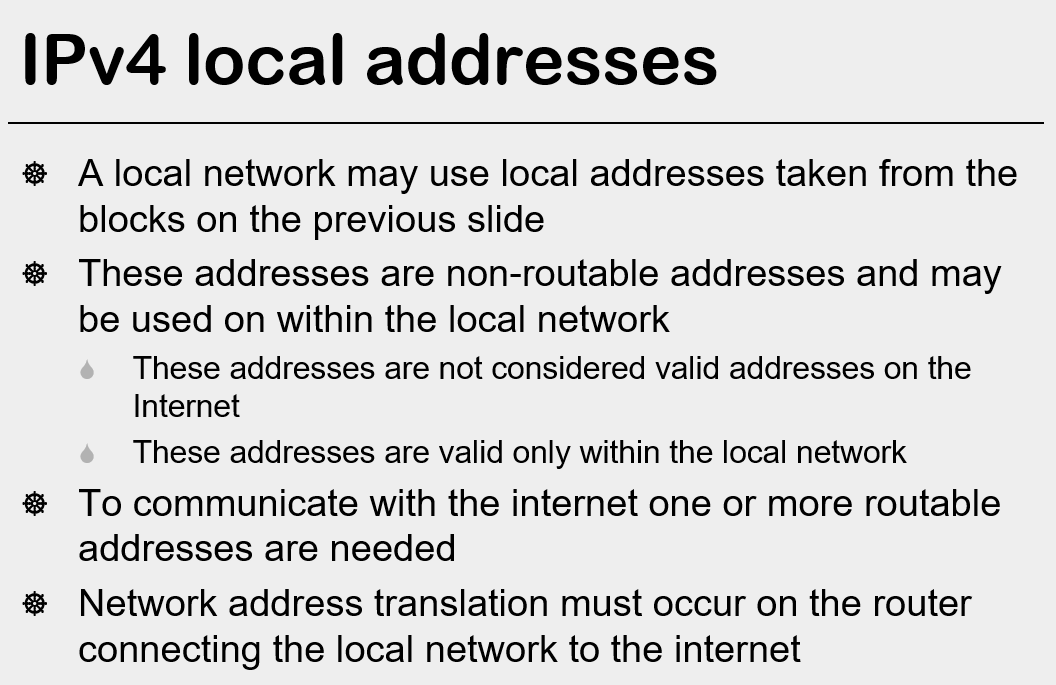 IPv4 local addresses
A local network may use local addresses taken from the
blocks on the previous slide
These addresses are non-routable addresses and may
be used on within the local network
These addresses are not considered valid addresses on the
Internet
These addresses are valid only within the local network
To communicate with the internet one or more routable
addresses are needed
Network address translation must occur on the router
connecting the local network to the internet